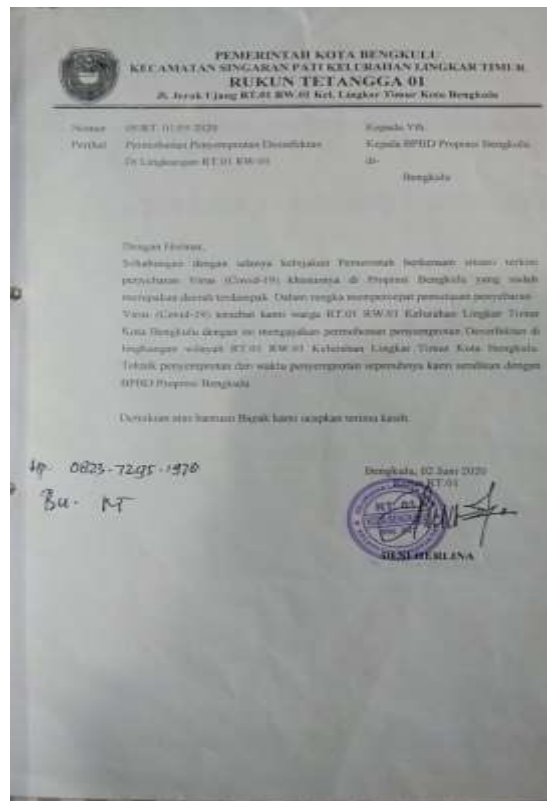 PEMERINTAH KOTA BENGKULU
KECAMATAN SINGARAN PATI KELURAHAN LINGKAR TIMUR
RUKUN TETANGGA 01
Jl. Jeruk Ujang RT.01 RW.01 Kel. Lingkar Timur Kota Bengkulu
Nomor
Perihal Permohonan Penyemprotan Desinfektan
Di Lingkungan RT.01 RW.01
Kepada Yth.
Kepada BPBD Propinsi Bengkulu
di-
Bengkulu
Dengan Hormat,
Sehubungan dengan adanya kebijakan Pemerintah berkenaan situasi terkini
penyebaran Virus (Covid-19) khususnya di Propinsi Bengkulu yang sudah
merupakan daerah terdampak. Dalam rangka mempercepat pemutusan penyebaran
Virus (Covid-19) tersebut kami warga RT.01 RW.01 Kelurahan Lingkar Timur
Kota Bengkulu dengan ini mengajukan permohonan penyemprotan Desinfektan di
lingkungan wilayah RT.01 RW.01 Kelurahan Lingkar Timur Kota Bengkulu.
Teknik penyemprotan dan waktu penyemprotan sepenuhnya kami serahkan dengan
BPBD Propinsi Bengkulu.
Demikian atas bantuan Bapak kami ucapkan terima kasih.
Hp. 0823-7295-1970
Bu. RT
Bengkulu, 02 Juni 2020
Ketua RT.01
RT. 01
DESI HERLINA